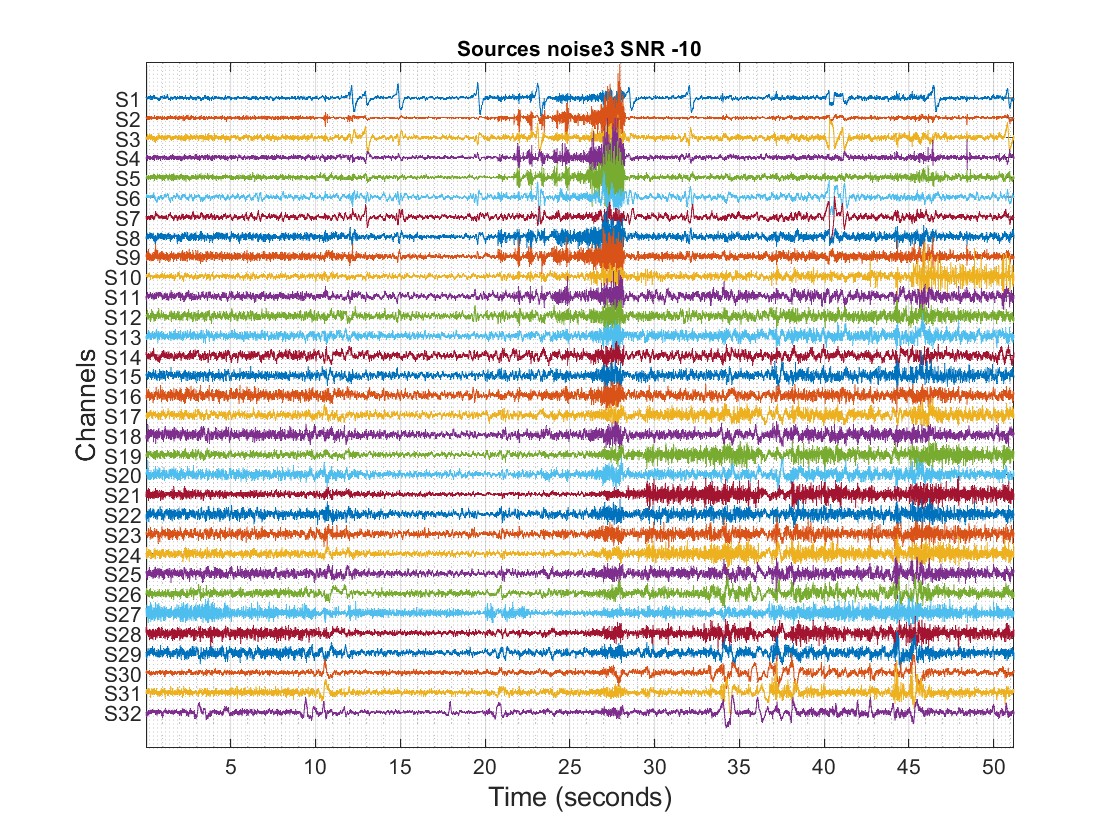 Sources noise3 SNR -10
S1
S2
S3
S4
S5
S6
S7
S8
S9
S10
S11
S12
S13
S14
S15
S16
S17
S18
S19
S20
S21
S22
S23
S24
S25
S26
S27
S28
S29
S30
S31
S32
Channels
5 10 15 20 25 30 35 40 45 50
Time (seconds)